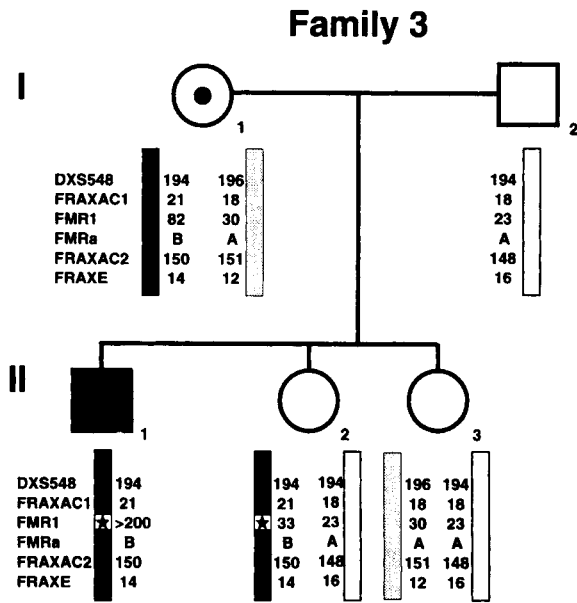 Family 3
I
1
2
DXS548 194 196 194
FRAXAC1 21 18 18
FMR1 82 30 23
FMRa B A A
FRAXAC2 150 151 148
FRAXE 14 12 16
II
1
2
3
DXS548 194 194 194 196 194
FRAXAC1 21 21 18 18 18
FMR1 >200 33 23 30 23
FMRa B B A A A
FRAXAC2 150 150 148 151 148
FRAXE 14 14 16 12 16